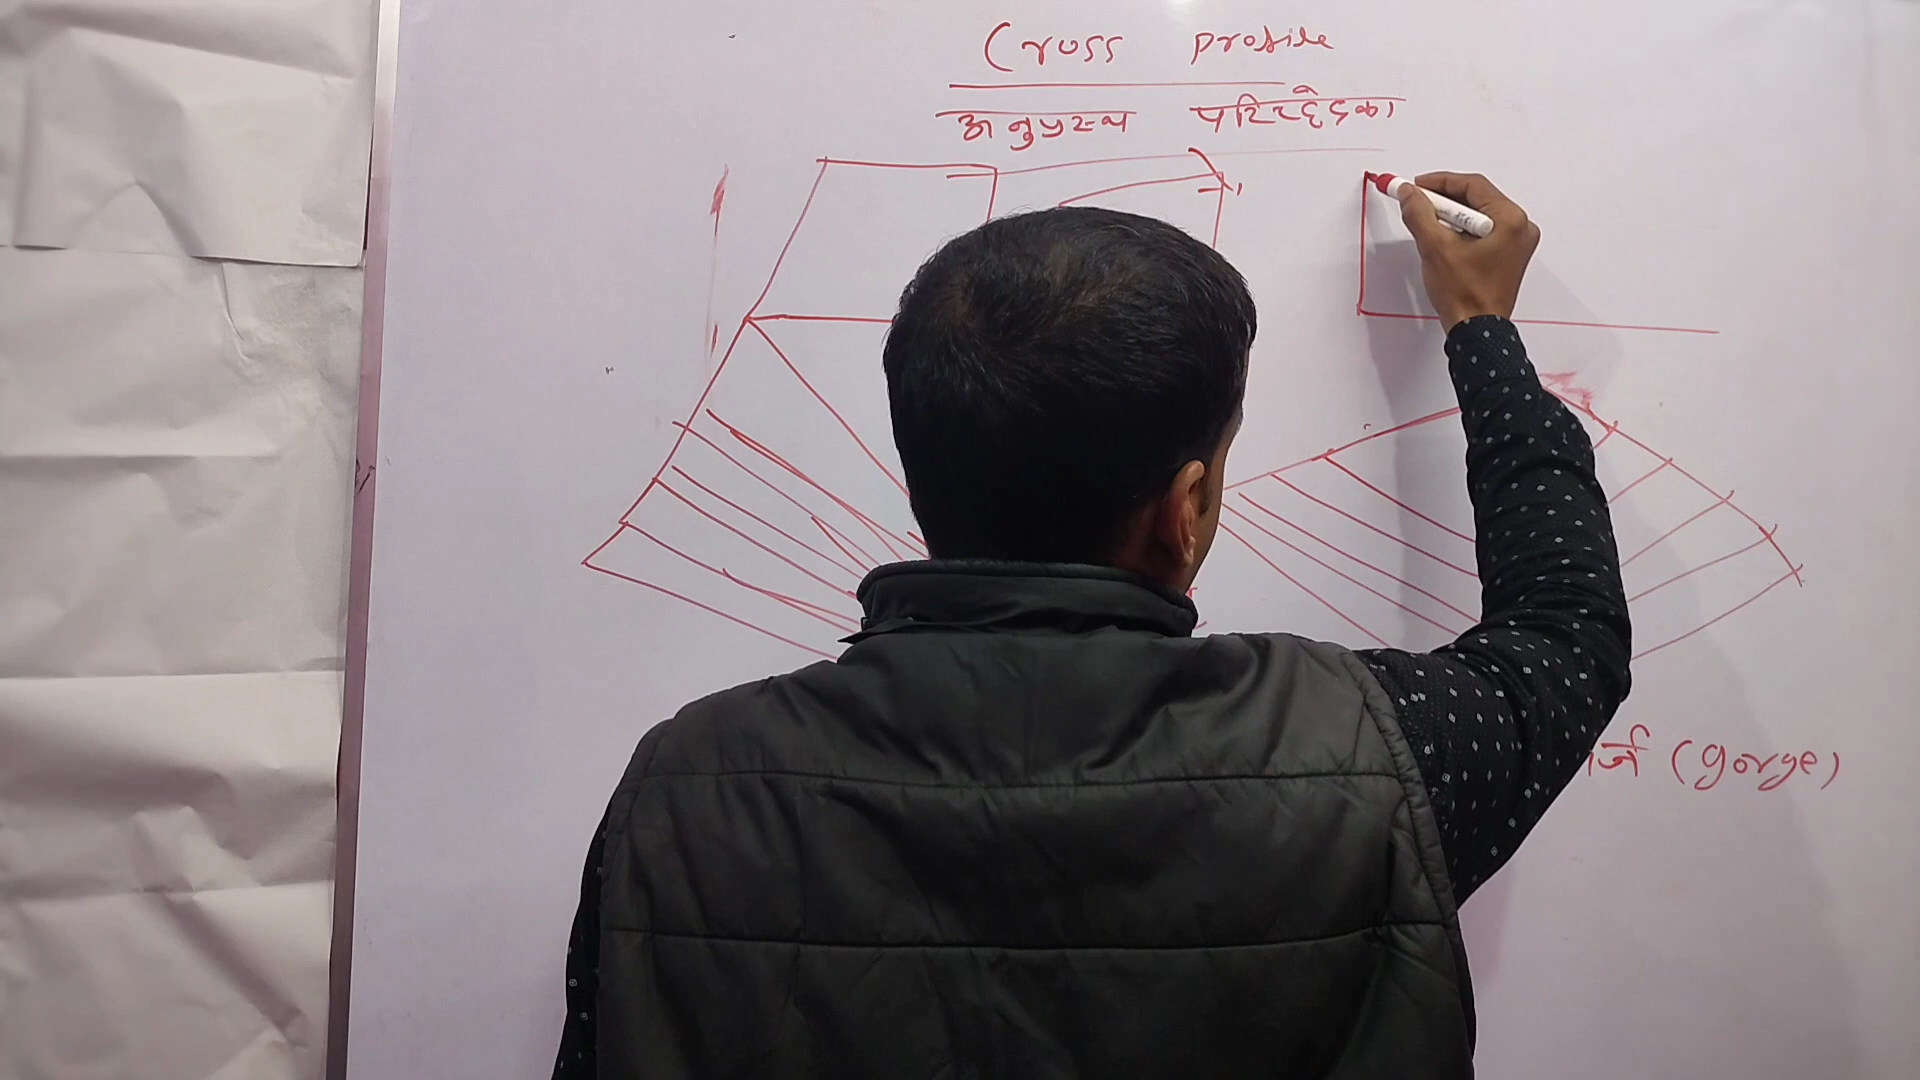 Cross profile
अनुप्रस्थ परिच्छेदिका
गार्ज (gorge)